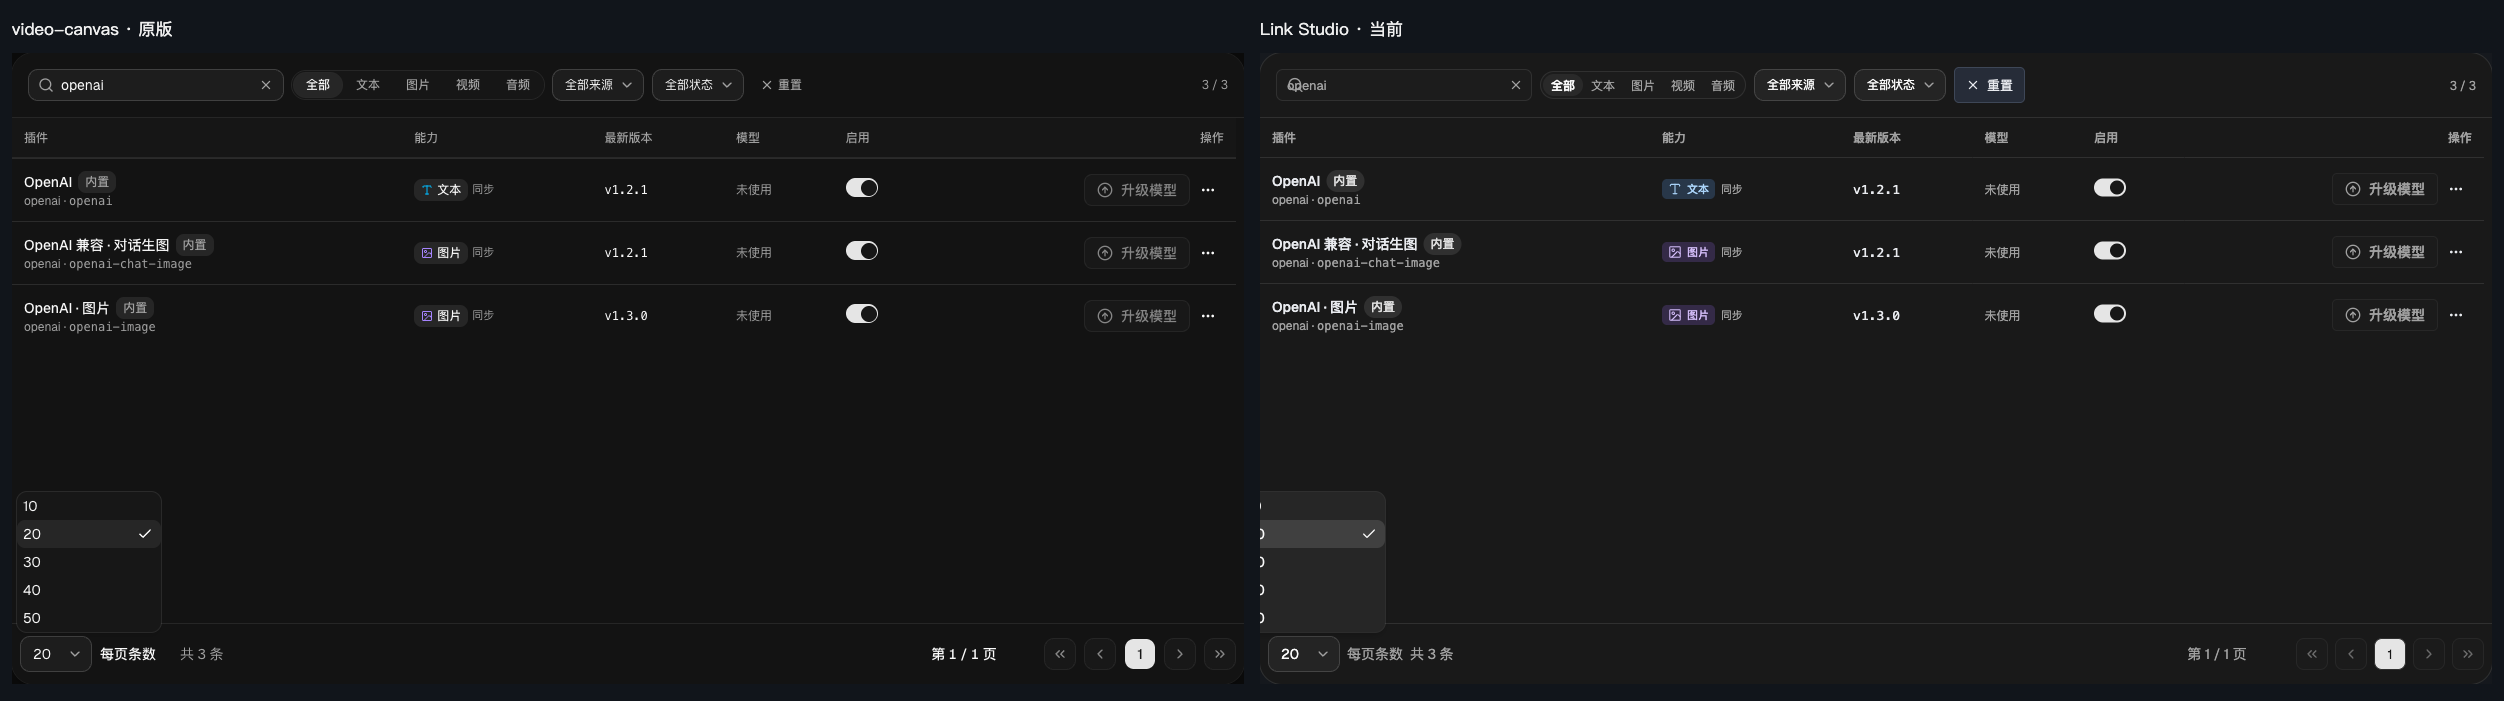 video-canvas · 原版
openai
全部 文本 图片 视频 音频 全部来源 全部状态 重置 3 / 3
插件 能力 最新版本 模型 启用 操作
OpenAI 内置
openai · openai
文本 同步 v1.2.1 未使用 升级模型
OpenAI 兼容 · 对话生图 内置
openai · openai-chat-image
图片 同步 v1.2.1 未使用 升级模型
OpenAI · 图片 内置
openai · openai-image
图片 同步 v1.3.0 未使用 升级模型
10
20
30
40
50
20 每页条数 共 3 条 第 1 / 1 页 1
Link Studio · 当前
openai
全部 文本 图片 视频 音频 全部来源 全部状态 重置 3 / 3
插件 能力 最新版本 模型 启用 操作
OpenAI 内置
openai · openai
文本 同步 v1.2.1 未使用 升级模型
OpenAI 兼容 · 对话生图 内置
openai · openai-chat-image
图片 同步 v1.2.1 未使用 升级模型
OpenAI · 图片 内置
openai · openai-image
图片 同步 v1.3.0 未使用 升级模型
0
0
0
0
20 每页条数 共 3 条 第 1 / 1 页 1